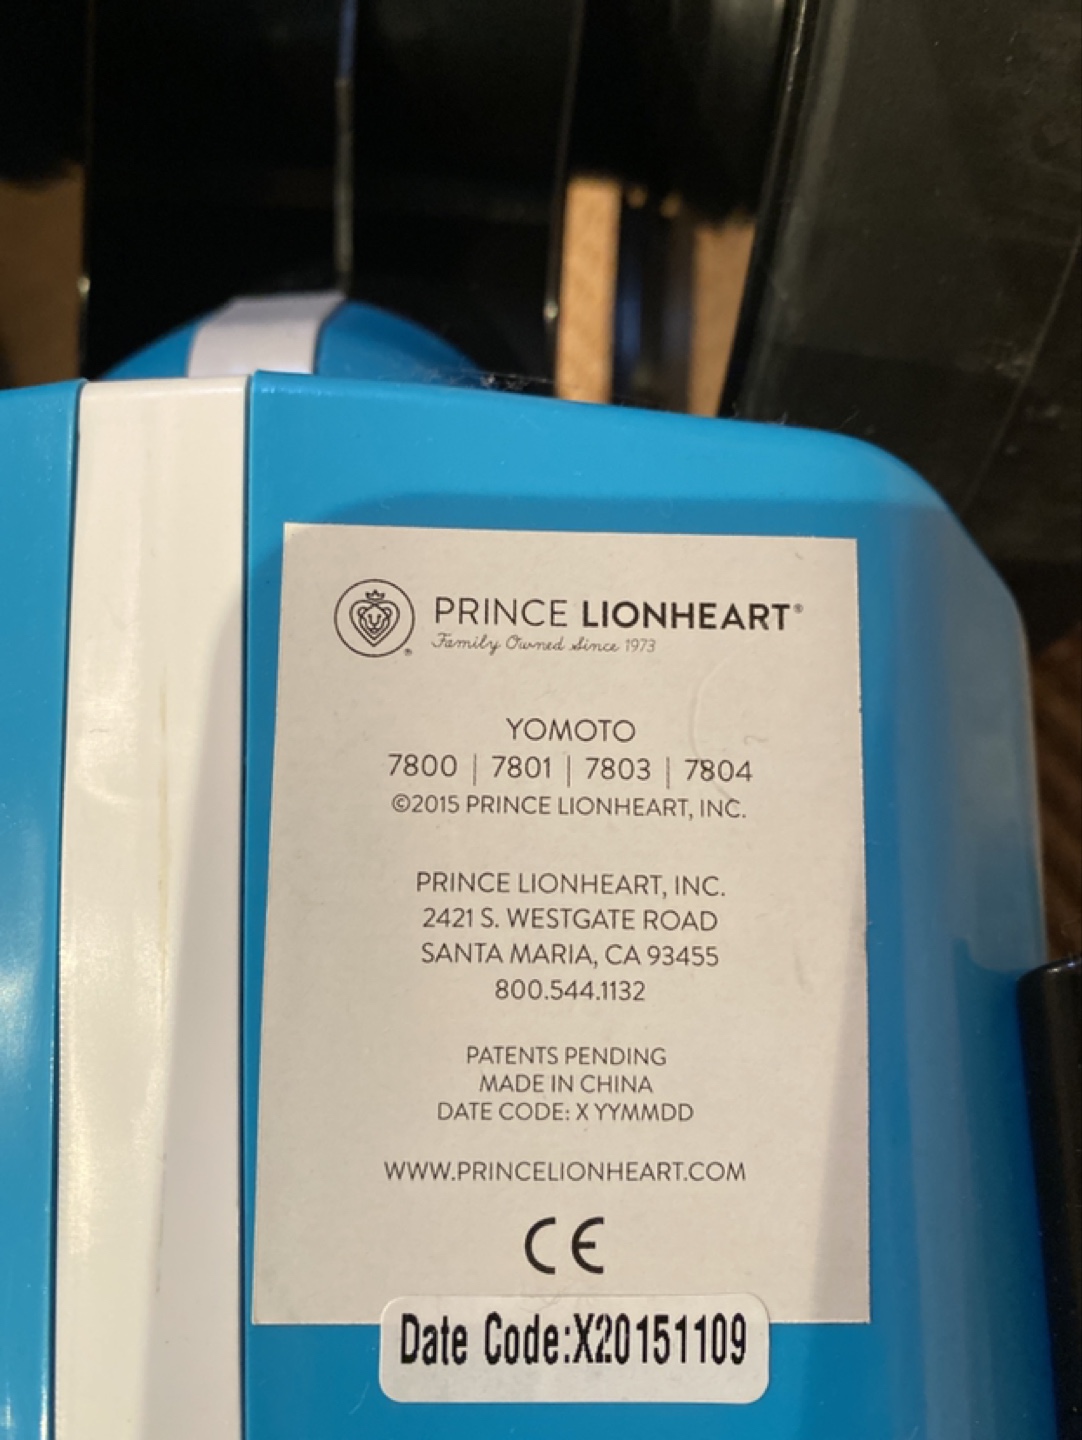 PRINCE LIONHEART®
Family Owned Since 1973
®
YOMOTO
7800 | 7801 | 7803 | 7804
©2015 PRINCE LIONHEART, INC.
PRINCE LIONHEART, INC.
2421 S. WESTGATE ROAD
SANTA MARIA, CA 93455
800.544.1132
PATENTS PENDING
MADE IN CHINA
DATE CODE: X YYMMDD
WWW.PRINCELIONHEART.COM
CE
Date Code:X20151109